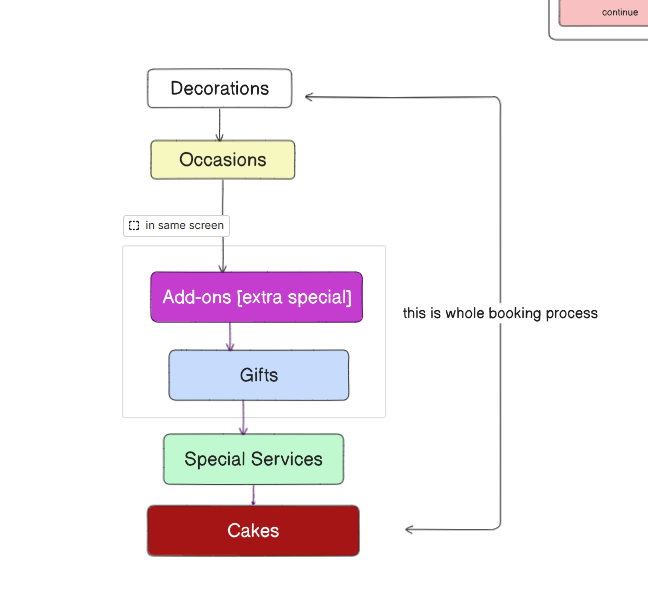 continue
Decorations
Occasions
in same screen
Add-ons [extra special]
this is whole booking process
Gifts
Special Services
Cakes